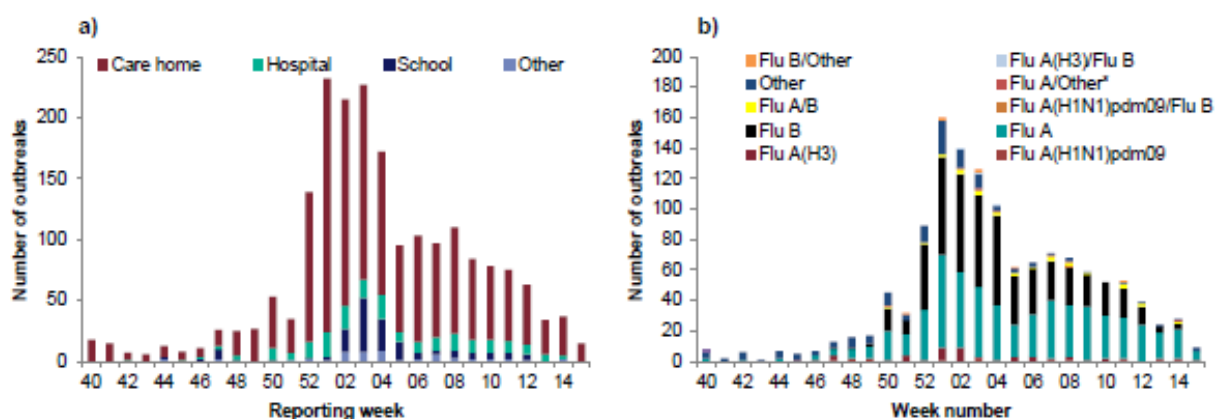 a)
Number of outbreaks
250
200
150
100
50
0
Care home Hospital School Other
40 42 44 46 48 50 52 02 04 06 08 10 12 14
Reporting week
b)
Number of outbreaks
200
180
160
140
120
100
80
60
40
20
0
Flu B/Other Flu A(H3)/Flu B
Other Flu A/Other*
Flu A/B Flu A(H1N1)pdm09/Flu B
Flu B Flu A
Flu A(H3) Flu A(H1N1)pdm09
40 42 44 46 48 50 52 02 04 06 08 10 12 14
Week number